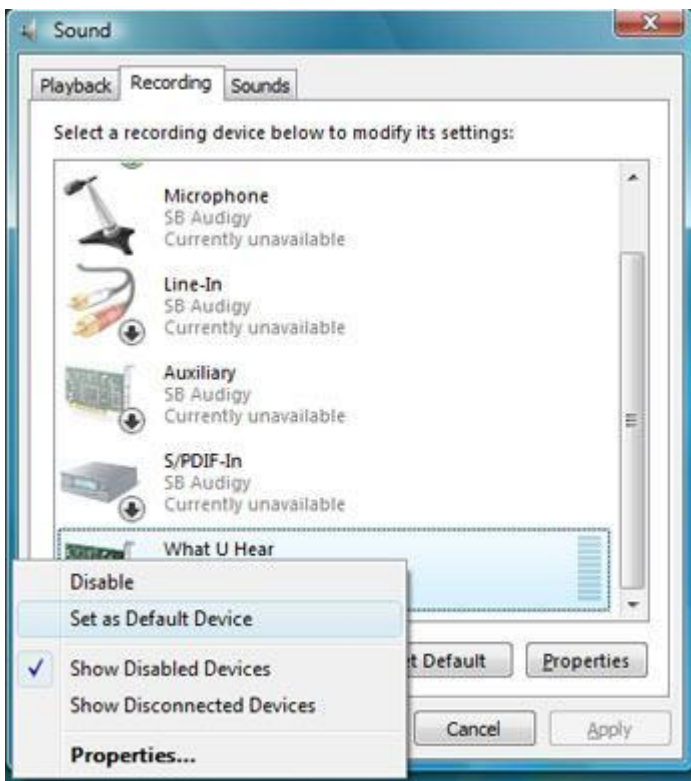 Sound
Playback Recording Sounds
Select a recording device below to modify its settings:
Microphone
SB Audigy
Currently unavailable
Line-In
SB Audigy
Currently unavailable
Auxiliary
SB Audigy
Currently unavailable
S/PDIF-In
SB Audigy
Currently unavailable
What U Hear
Disable
Set as Default Device
Show Disabled Devices
Show Disconnected Devices
Properties...
Default Properties
Cancel Apply